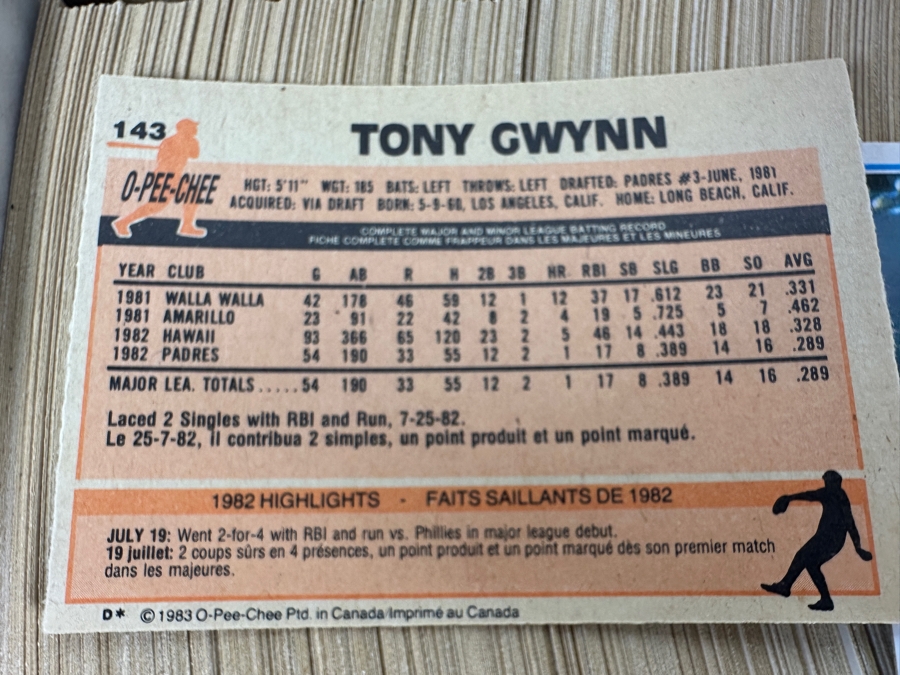 143
TONY GWYNN
O-PEE-CHEE
HGT: 5'11" WGT: 185 BATS: LEFT THROWS: LEFT DRAFTED: PADRES #3-JUNE, 1981
ACQUIRED: VIA DRAFT BORN: 5-9-60, LOS ANGELES, CALIF. HOME: LONG BEACH, CALIF.
COMPLETE MAJOR AND MINOR LEAGUE BATTING RECORD
FICHE COMPLÈTE COMME FRAPPEUR DANS LES MAJEURES ET LES MINEURES
YEAR CLUB G AB R H 2B 3B HR RBI SB SLG BB SO AVG
1981 WALLA WALLA 42 178 46 59 12 1 12 37 17 .612 23 21 .331
1981 AMARILLO 23 91 22 42 8 2 4 19 5 .725 5 7 .462
1982 HAWAII 93 366 65 120 23 2 5 46 14 .443 18 18 .328
1982 PADRES 54 190 33 55 12 2 1 17 8 .389 14 16 .289
MAJOR LEA. TOTALS ..... 54 190 33 55 12 2 1 17 8 .389 14 16 .289
Laced 2 Singles with RBI and Run, 7-25-82.
Le 25-7-82, il contribua 2 simples, un point produit et un point marqué.
1982 HIGHLIGHTS - FAITS SAILLANTS DE 1982
JULY 19: Went 2-for-4 with RBI and run vs. Phillies in major league debut.
19 juillet: 2 coups sûrs en 4 présences, un point produit et un point marqué dès son premier match
dans les majeures.
D* © 1983 O-Pee-Chee Ptd. in Canada/Imprimé au Canada